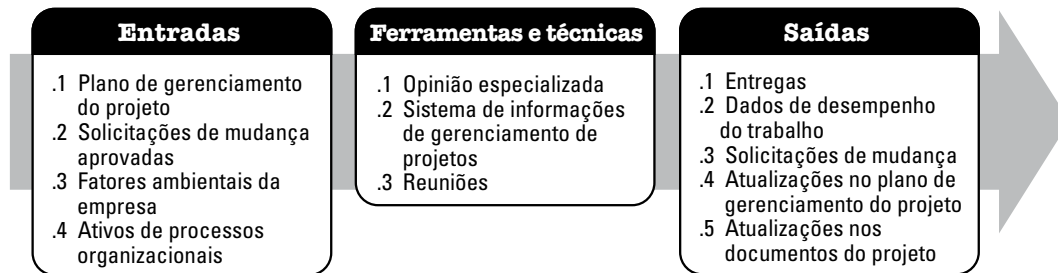 Entradas
.1 Plano de gerenciamento
do projeto
.2 Solicitações de mudança
aprovadas
.3 Fatores ambientais da
empresa
.4 Ativos de processos
organizacionais
Ferramentas e técnicas
.1 Opinião especializada
.2 Sistema de informações
de gerenciamento de
projetos
.3 Reuniões
Saídas
.1 Entregas
.2 Dados de desempenho
do trabalho
.3 Solicitações de mudança
.4 Atualizações no plano de
gerenciamento do projeto
.5 Atualizações nos
documentos do projeto